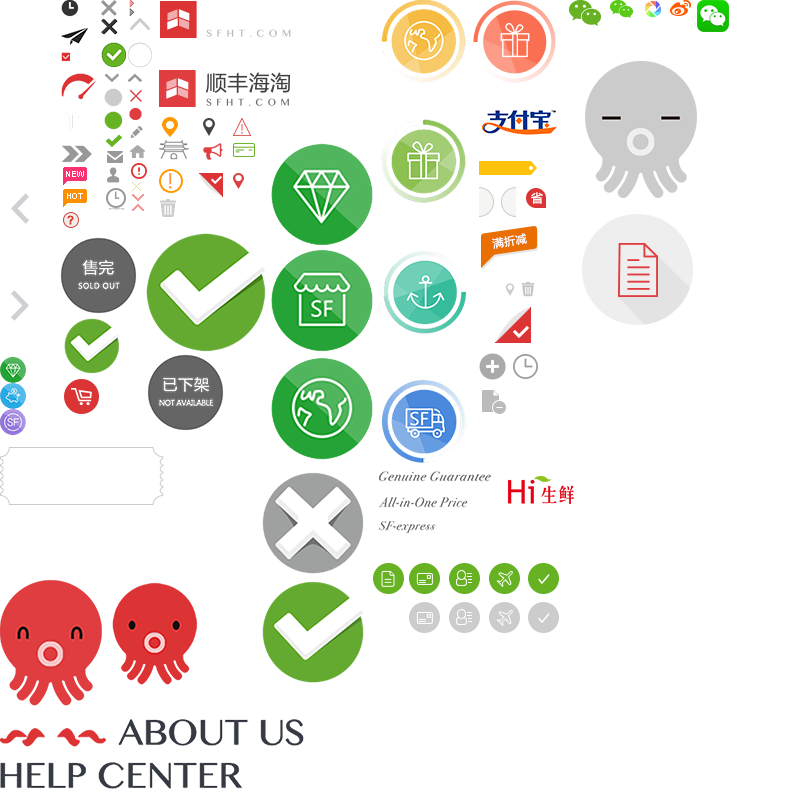 SFHT.COM
顺丰海淘
SFHT.COM
NEW
HOT
售完
SOLD OUT
已下架
NOT AVAILABLE
SF
SF
支付宝
省
满折减
SF
Genuine Guarantee
All-in-One Price
SF-express
Hi生鲜
ABOUT US
HELP CENTER